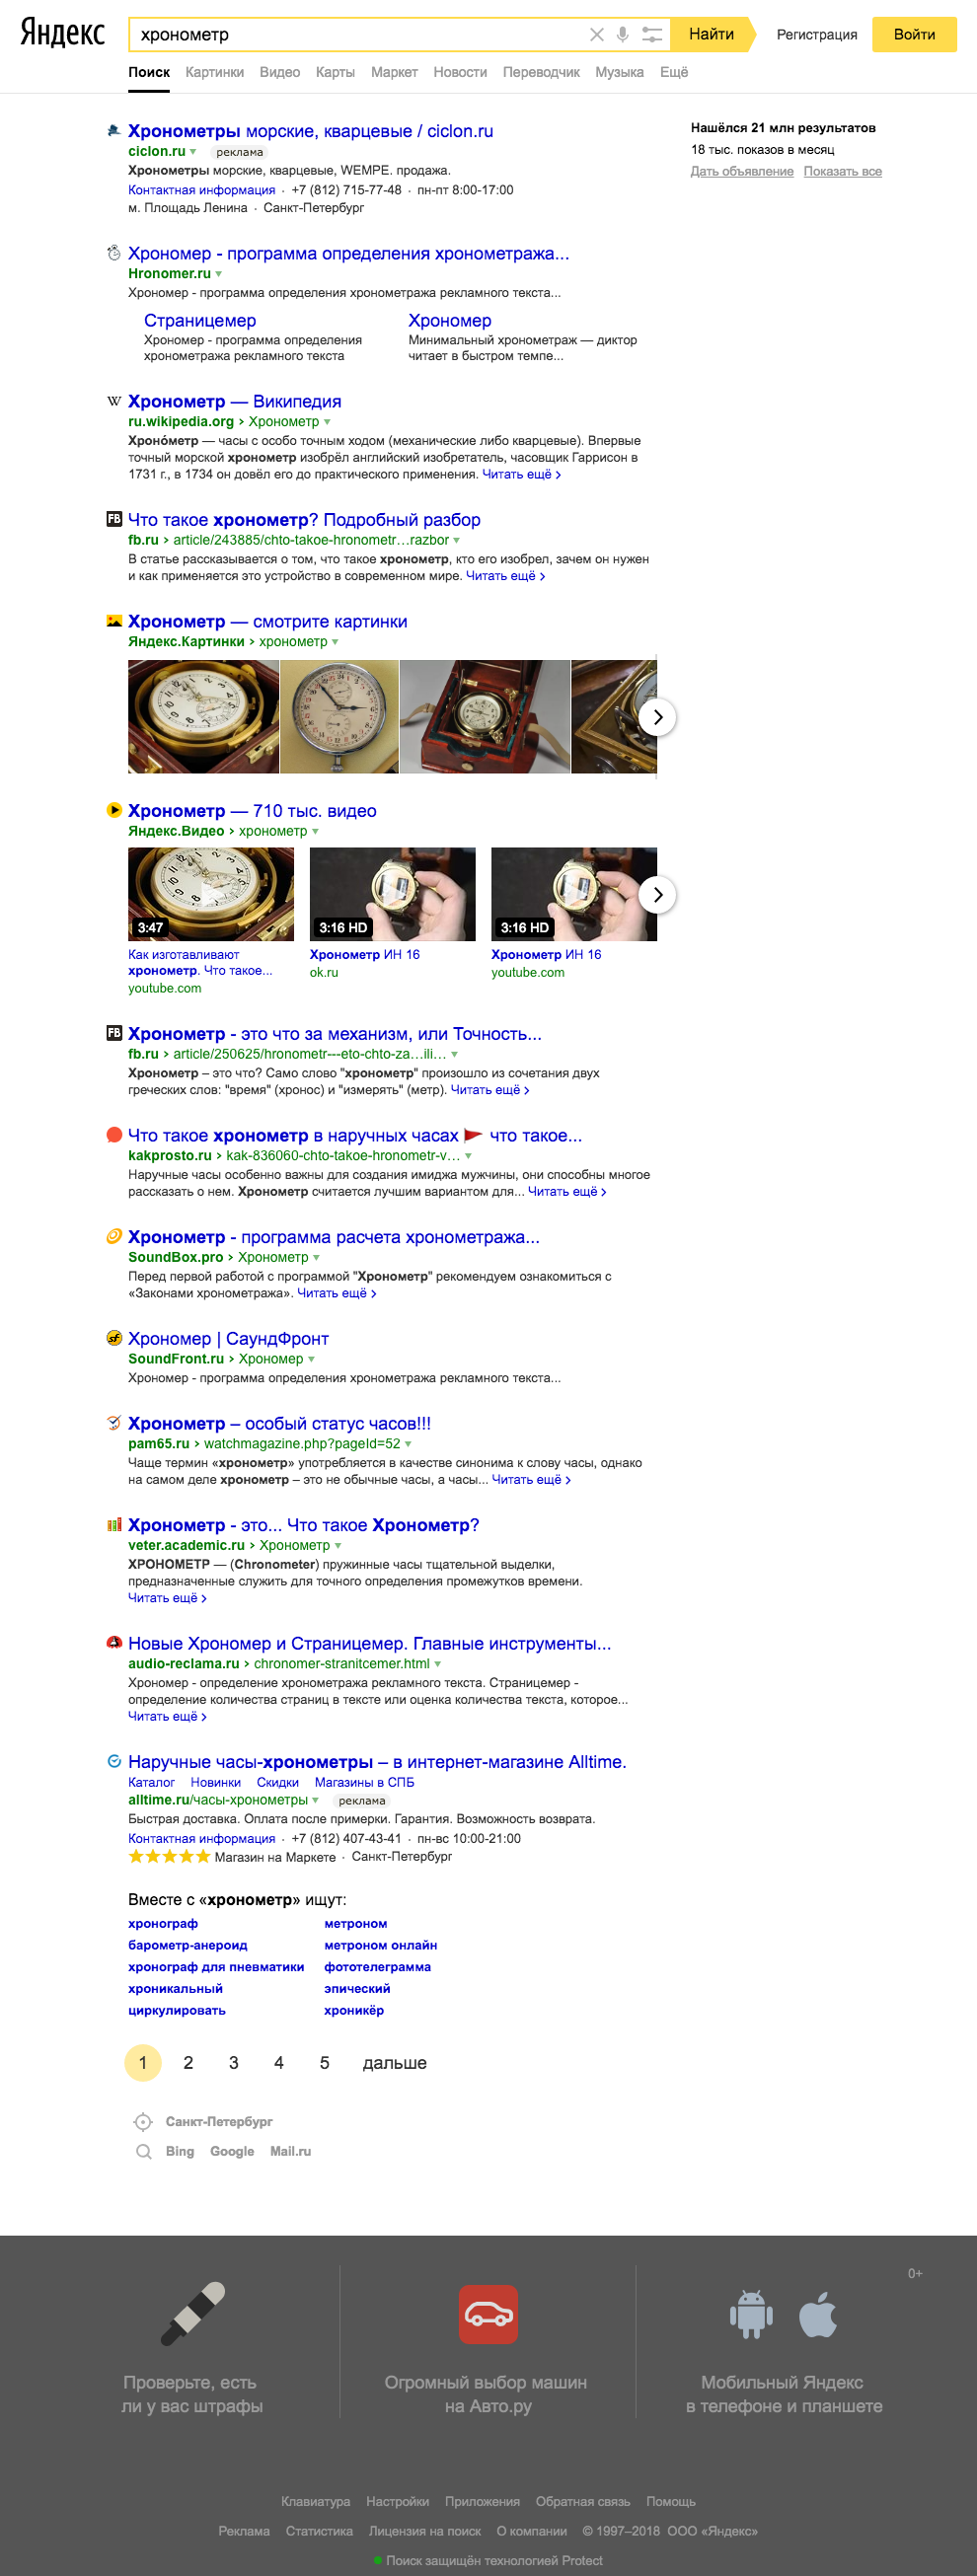 Яндекс
хронометр
Найти
Регистрация
Войти
Поиск Картинки Видео Карты Маркет Новости Переводчик Музыка Ещё
Хронометры морские, кварцевые / ciclon.ru
ciclon.ru реклама
Хронометры морские, кварцевые, WEMPE. продажа.
Контактная информация · +7 (812) 715-77-48 · пн-пт 8:00-17:00
м. Площадь Ленина · Санкт-Петербург
Нашёлся 21 млн результатов
18 тыс. показов в месяц
Дать объявление Показать все
Хрономер - программа определения хронометража...
Hronomer.ru
Хрономер - программа определения хронометража рекламного текста...
Страницемер
Хрономер - программа определения
хронометража рекламного текста
Хрономер
Минимальный хронометраж — диктор
читает в быстром темпе...
Хронометр — Википедия
ru.wikipedia.org › Хронометр
Хроно́метр — часы с особо точным ходом (механические либо кварцевые). Впервые
точный морской хронометр изобрёл английский изобретатель, часовщик Гаррисон в
1731 г., в 1734 он довёл его до практического применения. Читать ещё ›
Что такое хронометр? Подробный разбор
fb.ru › article/243885/chto-takoe-hronometr…razbor
В статье рассказывается о том, что такое хронометр, кто его изобрел, зачем он нужен
и как применяется это устройство в современном мире. Читать ещё ›
Хронометр — смотрите картинки
Яндекс.Картинки › хронометр
Хронометр — 710 тыс. видео
Яндекс.Видео › хронометр
3:47
3:16 HD
3:16 HD
Как изготавливают
хронометр. Что такое...
youtube.com
Хронометр ИН 16
ok.ru
Хронометр ИН 16
youtube.com
Хронометр - это что за механизм, или Точность...
fb.ru › article/250625/hronometr---eto-chto-za…ili…
Хронометр – это что? Само слово "хронометр" произошло из сочетания двух
греческих слов: "время" (хронос) и "измерять" (метр). Читать ещё ›
Что такое хронометр в наручных часах что такое...
kakprosto.ru › kak-836060-chto-takoe-hronometr-v…
Наручные часы особенно важны для создания имиджа мужчины, они способны многое
рассказать о нем. Хронометр считается лучшим вариантом для... Читать ещё ›
Хронометр - программа расчета хронометража...
SoundBox.pro › Хронометр
Перед первой работой с программой "Хронометр" рекомендуем ознакомиться с
«Законами хронометража». Читать ещё ›
Хрономер | СаундФронт
SoundFront.ru › Хрономер
Хрономер - программа определения хронометража рекламного текста...
Хронометр – особый статус часов!!!
pam65.ru › watchmagazine.php?pageId=52
Чаще термин «хронометр» употребляется в качестве синонима к слову часы, однако
на самом деле хронометр – это не обычные часы, а часы... Читать ещё ›
Хронометр - это... Что такое Хронометр?
veter.academic.ru › Хронометр
ХРОНОМЕТР — (Chronometer) пружинные часы тщательной выделки,
предназначенные служить для точного определения промежутков времени.
Читать ещё ›
Новые Хрономер и Страницемер. Главные инструменты...
audio-reclama.ru › chronomer-stranitcemer.html
Хрономер - определение хронометража рекламного текста. Страницемер -
определение количества страниц в тексте или оценка количества текста, которое...
Читать ещё ›
Наручные часы-хронометры – в интернет-магазине Alltime.
Каталог Новинки Скидки Магазины в СПБ
alltime.ru/часы-хронометры реклама
Быстрая доставка. Оплата после примерки. Гарантия. Возможность возврата.
Контактная информация · +7 (812) 407-43-41 · пн-вс 10:00-21:00
Магазин на Маркете · Санкт-Петербург
Вместе с «хронометр» ищут:
хронограф метроном
барометр-анероид метроном онлайн
хронограф для пневматики фототелеграмма
хроникальный эпический
циркулировать хроникёр
1 2 3 4 5 дальше
Санкт-Петербург
Bing Google Mail.ru
0+
Проверьте, есть
ли у вас штрафы
Огромный выбор машин
на Авто.ру
Мобильный Яндекс
в телефоне и планшете
Клавиатура Настройки Приложения Обратная связь Помощь
Реклама Статистика Лицензия на поиск О компании © 1997–2018 ООО «Яндекс»
Поиск защищён технологией Protect